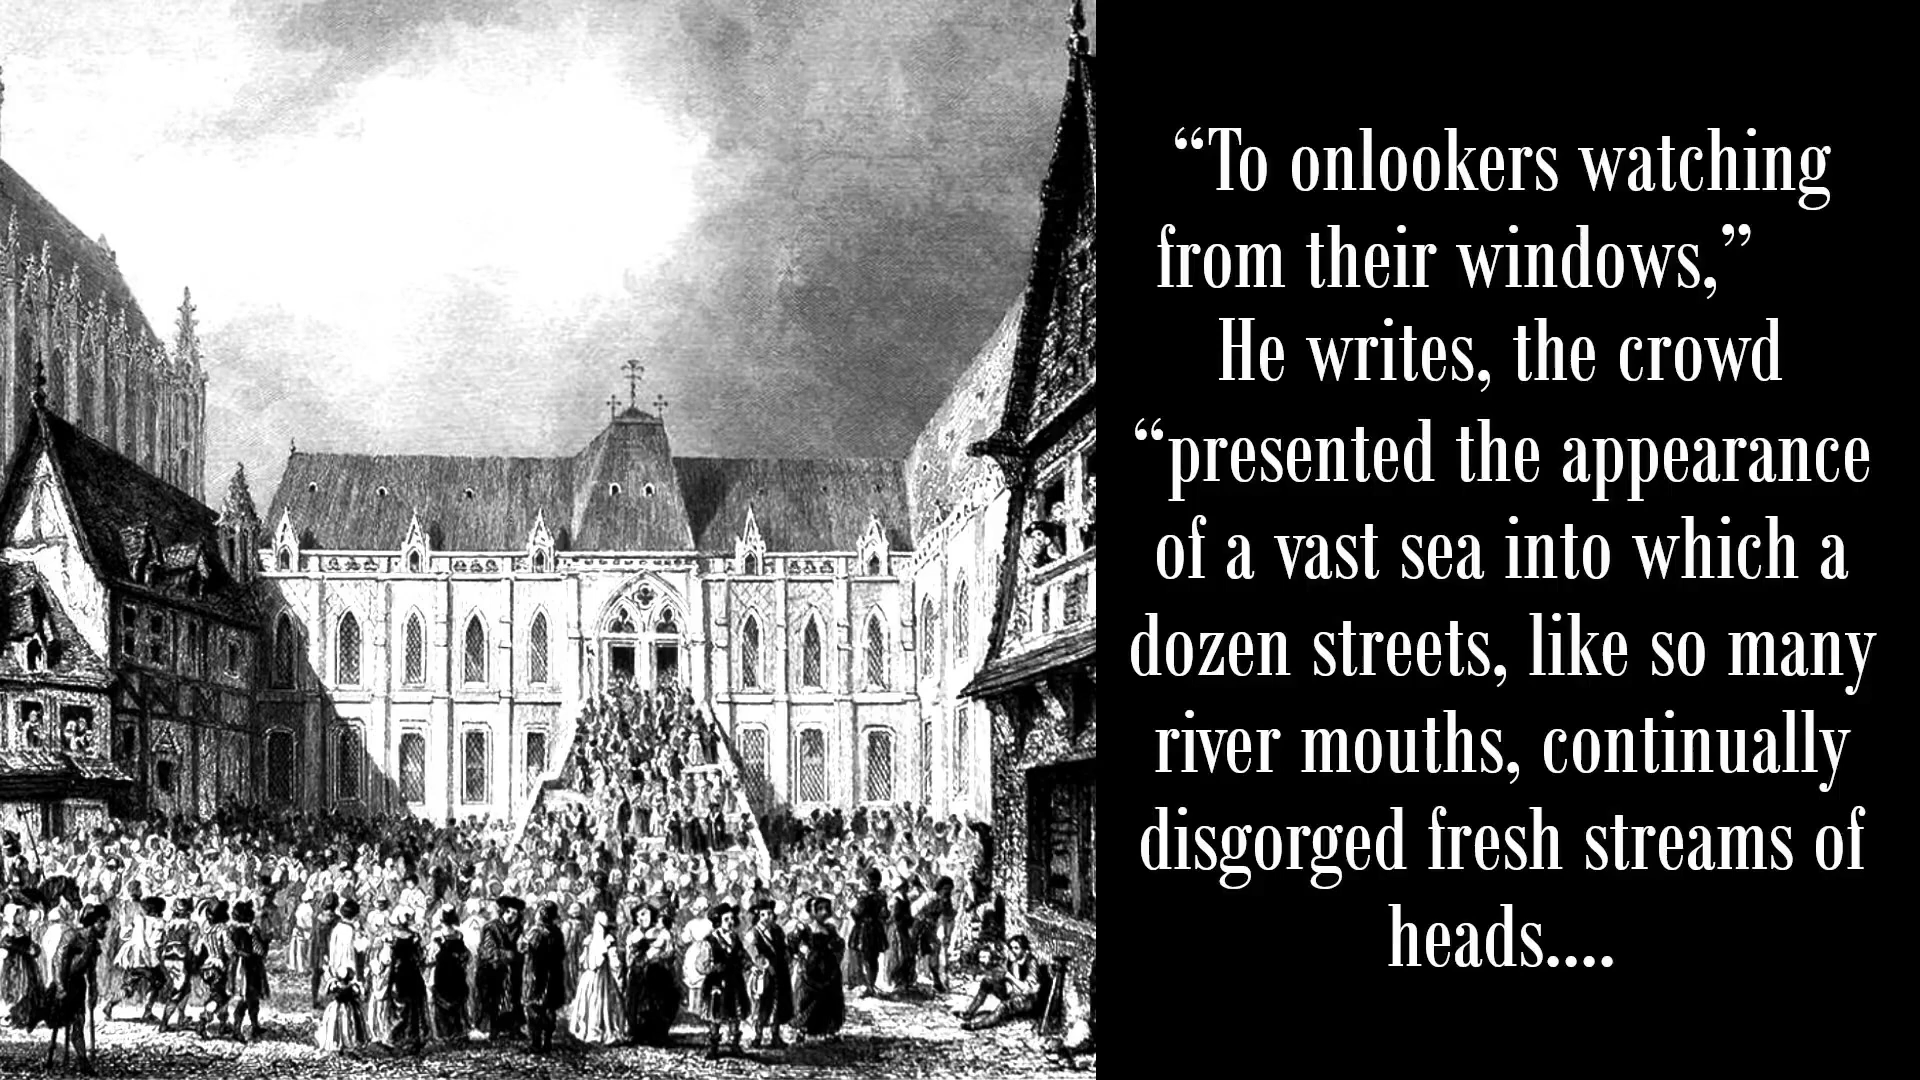 “To onlookers watching
from their windows,”
He writes, the crowd
“presented the appearance
of a vast sea into which a
dozen streets, like so many
river mouths, continually
disgorged fresh streams of
heads....